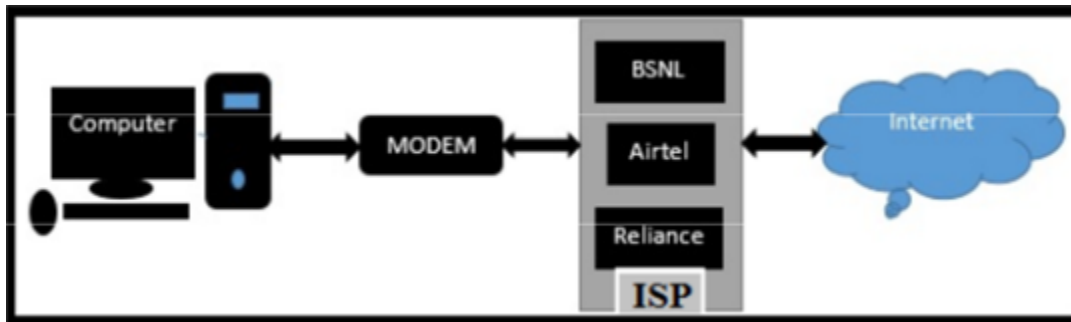 Computer
MODEM
BSNL
Airtel
Reliance
ISP
Internet